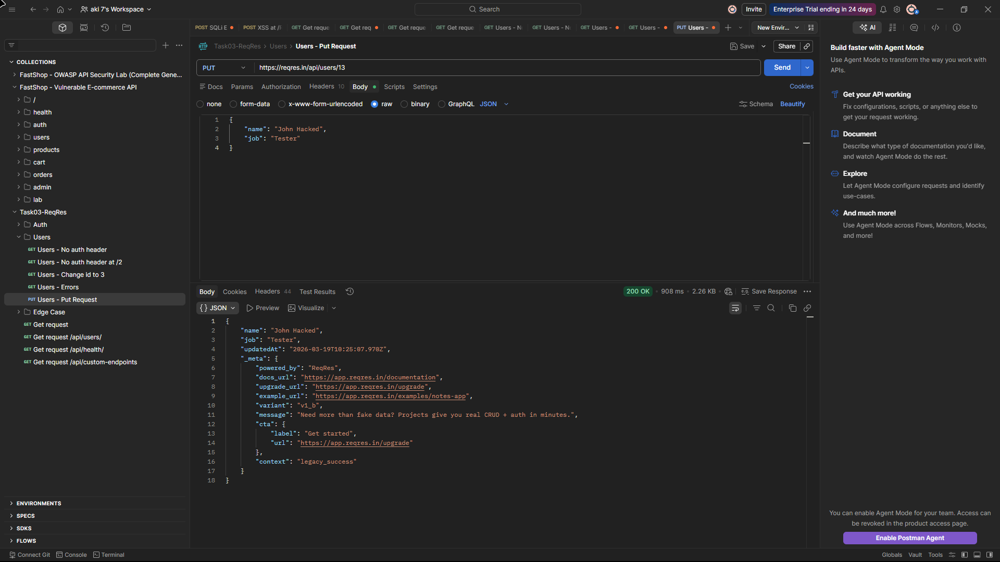 aki 7's Workspace
Search
Invite
Enterprise Trial ending in 24 days
POST SQLi E
POST XSS at /
GET Get reque
GET Get req
GET Get reque
GET Get reque
GET Users - N
GET Users - N
GET Users -
GET Users -
PUT Users -
New Envir...
AI
COLLECTIONS
FastShop - OWASP API Security Lab (Complete Gene...
FastShop - Vulnerable E-commerce API
/
health
auth
users
products
cart
orders
admin
lab
Task03-ReqRes
Auth
Users
GET Users - No auth header
GET Users - No auth header at /2
GET Users - Change id to 3
GET Users - Errors
PUT Users - Put Request
Edge Case
GET Get request
GET Get request /api/users/
GET Get request /api/health/
GET Get request /api/custom-endpoints
ENVIRONMENTS
SPECS
SDKS
FLOWS
HTTP Task03-ReqRes > Users > Users - Put Request
Save
Share
PUT https://reqres.in/api/users/13
Send
Docs Params Authorization Headers 10 Body Scripts Settings
Cookies
none form-data x-www-form-urlencoded raw binary GraphQL JSON
Schema Beautify
1 {
2 "name": "John Hacked",
3 "job": "Tester"
4 }
Body Cookies Headers 44 Test Results
200 OK • 908 ms • 2.26 KB
e.g. Save Response
{} JSON Preview Visualize
1 {
2 "name": "John Hacked",
3 "job": "Tester",
4 "updatedAt": "2026-03-19T10:25:07.970Z",
5 "_meta": {
6 "powered_by": "ReqRes",
7 "docs_url": "https://app.reqres.in/documentation",
8 "upgrade_url": "https://app.reqres.in/upgrade",
9 "example_url": "https://app.reqres.in/examples/notes-app",
10 "variant": "v1_b",
11 "message": "Need more than fake data? Projects give you real CRUD + auth in minutes.",
12 "cta": {
13 "label": "Get started",
14 "url": "https://app.reqres.in/upgrade"
15 },
16 "context": "legacy_success"
17 }
18 }
Build faster with Agent Mode
Use Agent Mode to transform the way you work with
APIs.
Get your API working
Fix configurations, scripts, or anything else to
get your request working.
Document
Describe what type of documentation you'd like,
and watch Agent Mode do the rest.
Explore
Let Agent Mode configure requests and identify
use-cases.
And much more!
Use Agent Mode across Flows, Monitors, Mocks,
and more!
You can enable Agent Mode for your team. Access can
be revoked in the product access page.
Enable Postman Agent
Connect Git Console Terminal
Globals Vault Tools